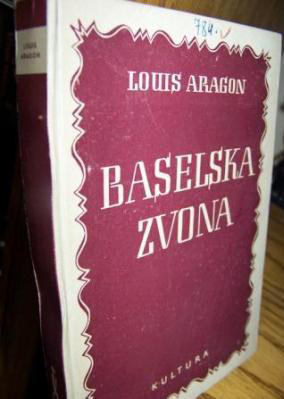 LOUIS
ARAGON
784.
LOUIS ARAGON
BASELSKA
ZVONA
KULTURA